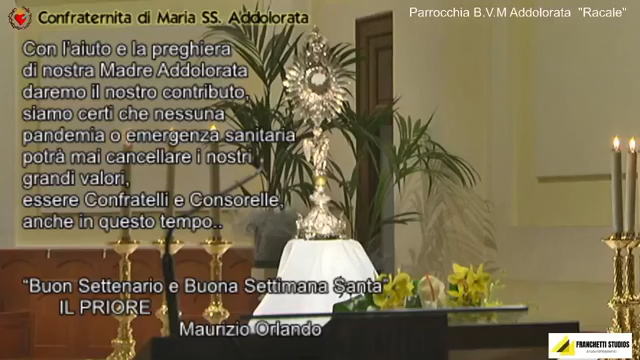 Confraternita di Maria SS. Addolorata
Parrocchia B.V.M Addolorata "Racale"
Con l'aiuto e la preghiera
di nostra Madre Addolorata
daremo il nostro contributo,
siamo certi che nessuna
pandemia o emergenza sanitaria
potrà mai cancellare i nostri
grandi valori,
essere Confratelli e Consorelle,
anche in questo tempo..
"Buon Settenario e Buona Settimana Santa"
IL PRIORE
Maurizio Orlando
FRANCHETTI STUDIOS